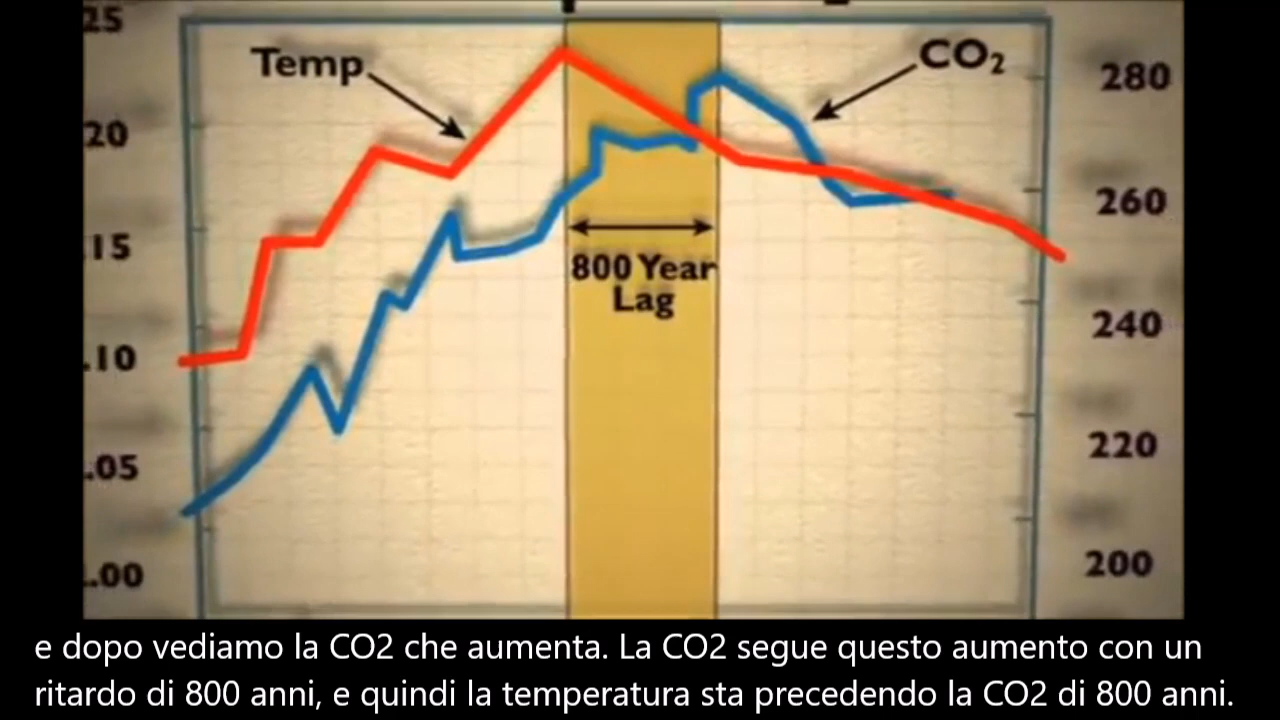 Temp
CO₂
800 Year
Lag
25
20
.15
.10
.05
.00
280
260
240
220
200
e dopo vediamo la CO2 che aumenta. La CO2 segue questo aumento con un
ritardo di 800 anni, e quindi la temperatura sta precedendo la CO2 di 800 anni.